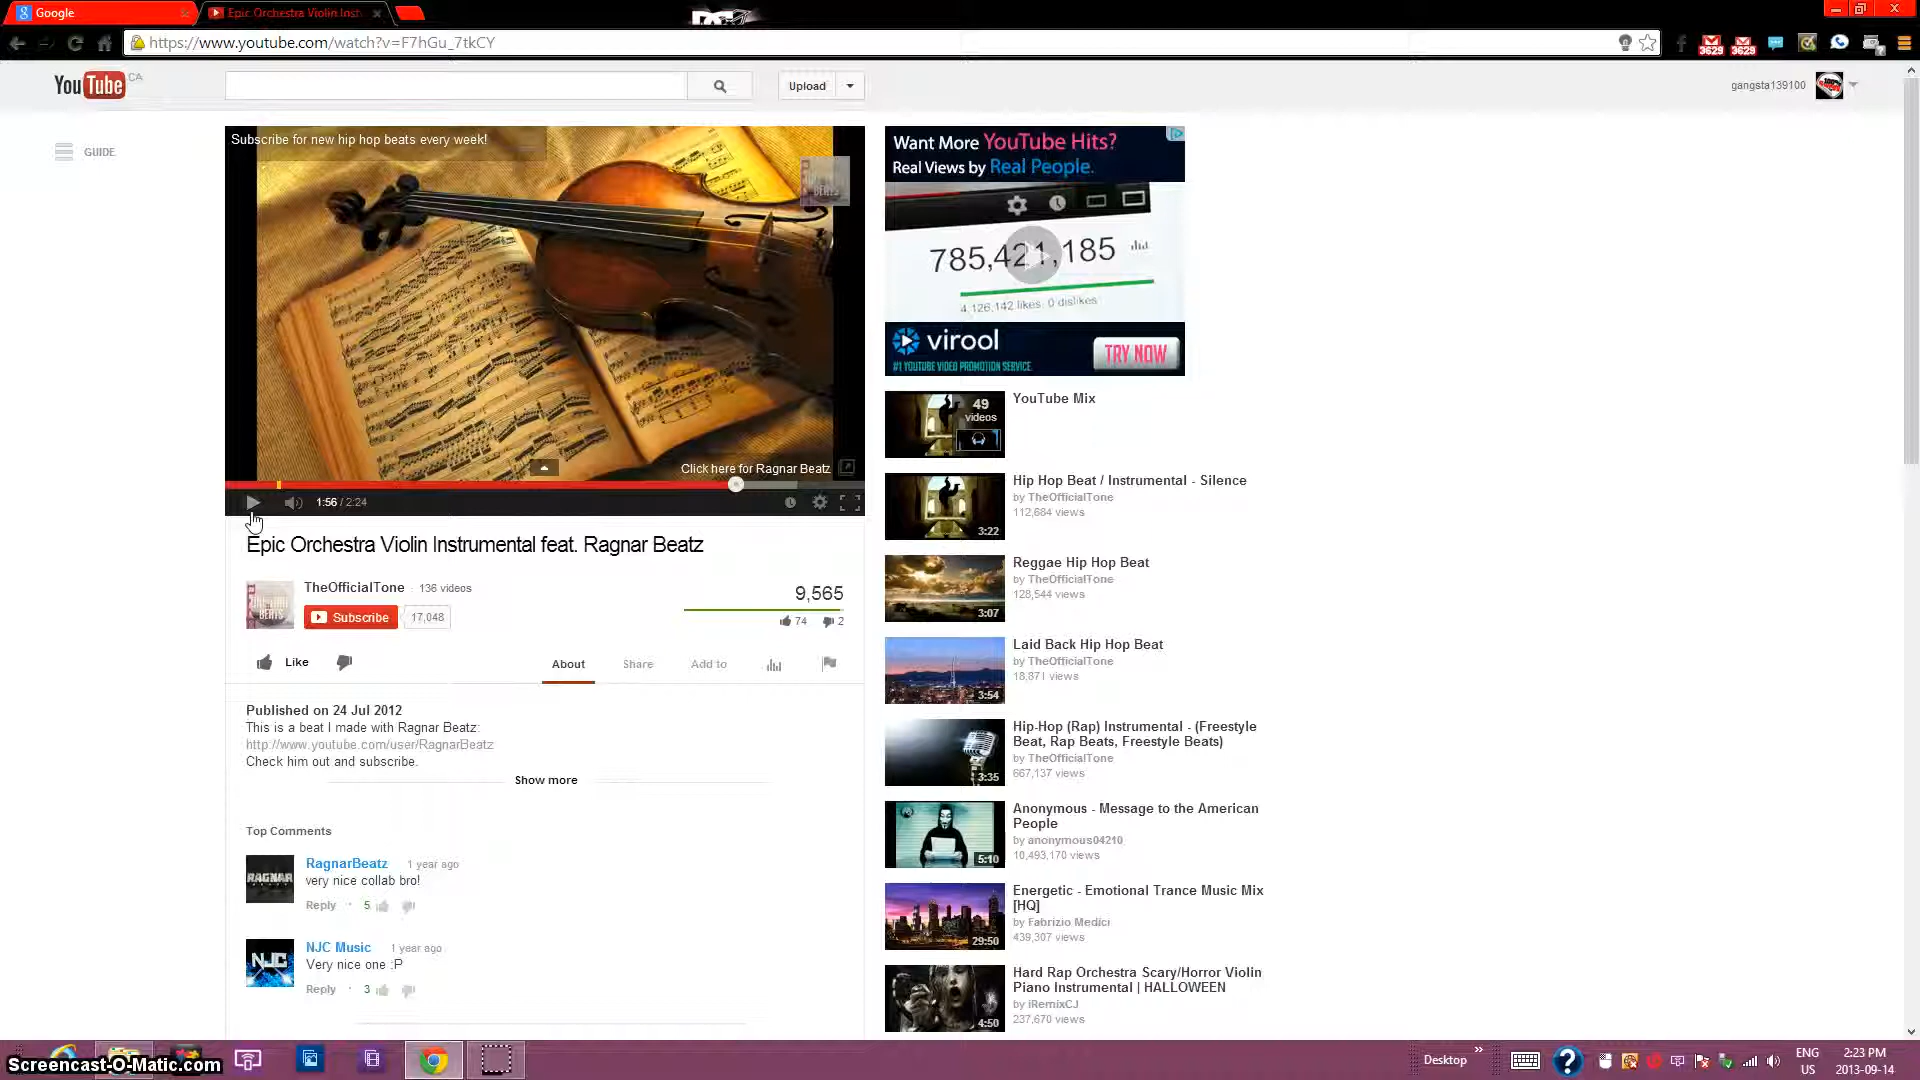 Google
Epic Orchestra Violin Inst
https://www.youtube.com/watch?v=F7hGu_7tkCY
3629
3629
YouTube CA
Upload
gangsta139100
GUIDE
Subscribe for new hip hop beats every week!
Click here for Ragnar Beatz
1:56 / 2:24
Epic Orchestra Violin Instrumental feat. Ragnar Beatz
TheOfficialTone · 136 videos
Subscribe 17,048
9,565
74 2
Like
About Share Add to
Published on 24 Jul 2012
This is a beat I made with Ragnar Beatz:
http://www.youtube.com/user/RagnarBeatz
Check him out and subscribe.
Show more
Top Comments
RAGNAR
RagnarBeatz 1 year ago
very nice collab bro!
Reply · 5
NJC
NJC Music 1 year ago
Very nice one :P
Reply · 3
Want More YouTube Hits?
Real Views by Real People.
785,421,185
4,126,142 likes, 0 dislikes
virool
#1 YOUTUBE VIDEO PROMOTION SERVICE
TRY NOW
49
videos
YouTube Mix
3:22
Hip Hop Beat / Instrumental - Silence
by TheOfficialTone
112,684 views
3:07
Reggae Hip Hop Beat
by TheOfficialTone
128,544 views
3:54
Laid Back Hip Hop Beat
by TheOfficialTone
18,871 views
3:35
Hip-Hop (Rap) Instrumental - (Freestyle
Beat, Rap Beats, Freestyle Beats)
by TheOfficialTone
667,137 views
5:10
Anonymous - Message to the American
People
by anonymous04210
10,493,170 views
29:50
Energetic - Emotional Trance Music Mix
[HQ]
by Fabrizio Medici
439,307 views
4:50
Hard Rap Orchestra Scary/Horror Violin
Piano Instrumental | HALLOWEEN
by iRemixCJ
237,670 views
Screencast-O-Matic.com
Desktop
ENG
US
2:23 PM
2013-09-14